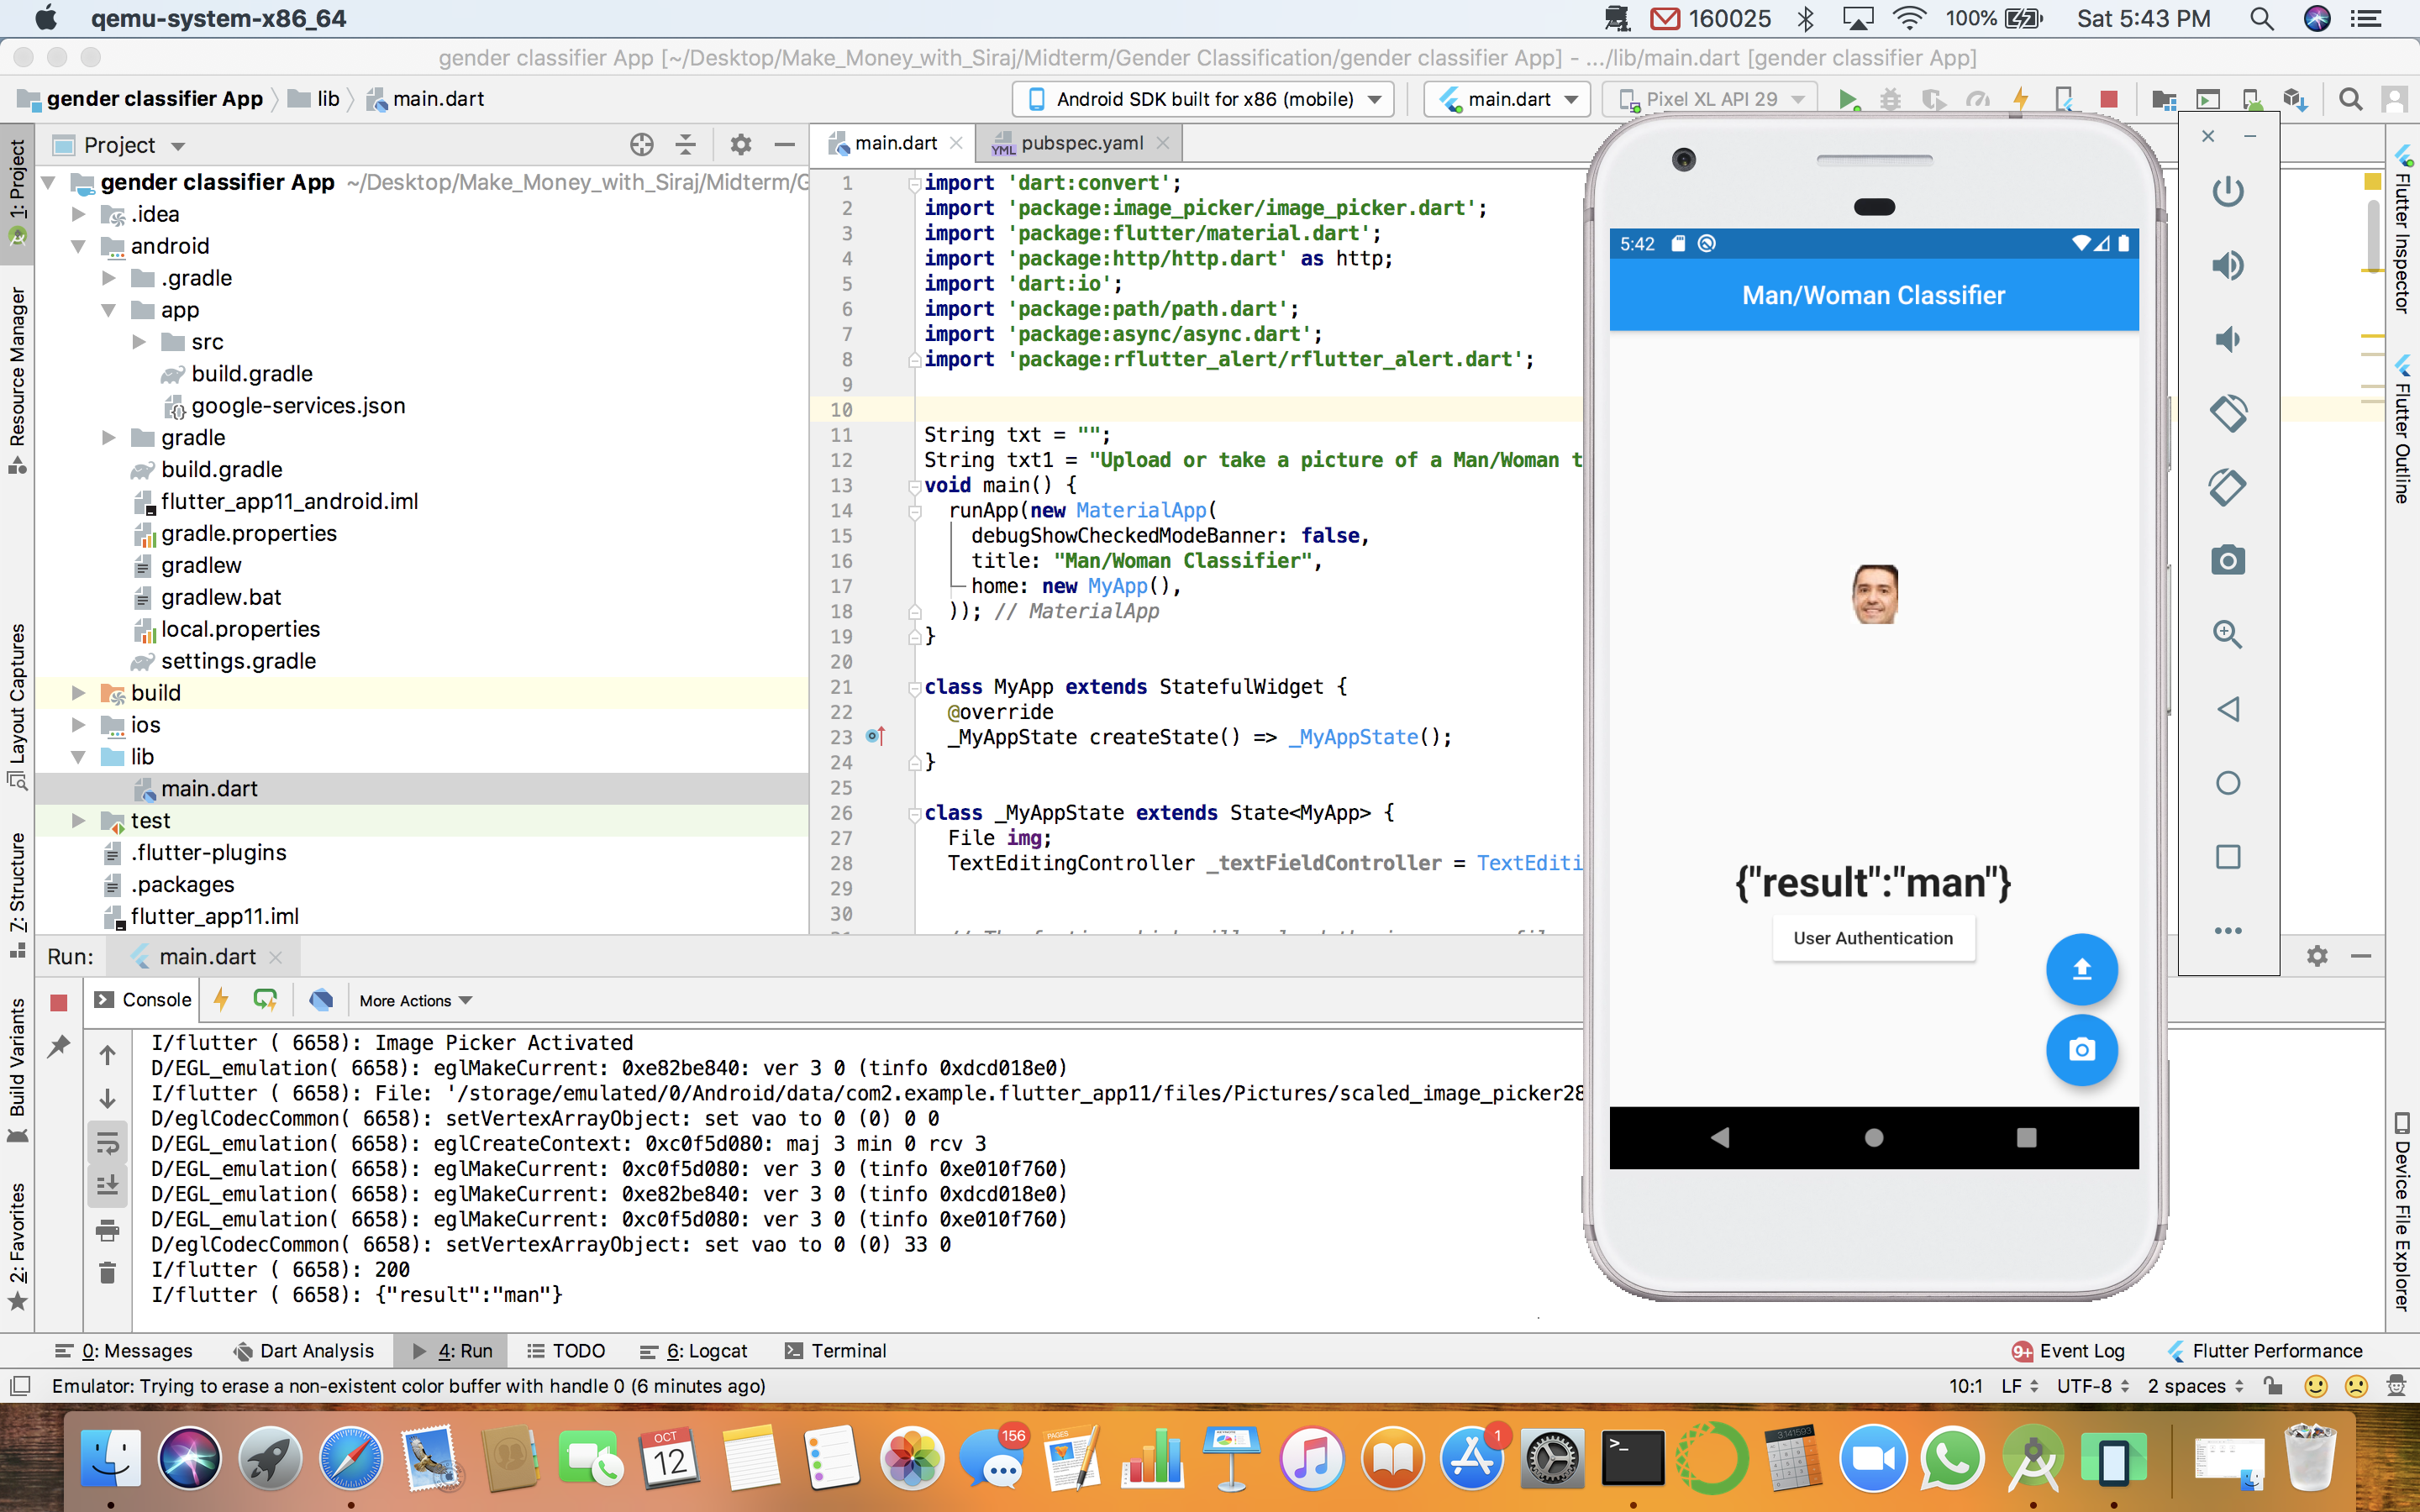 qemu-system-x86_64
160025
100%
Sat 5:43 PM
gender classifier App [~/Desktop/Make_Money_with_Siraj/Midterm/Gender Classification/gender classifier App] - .../lib/main.dart [gender classifier App]
gender classifier App
lib
main.dart
Android SDK built for x86 (mobile)
main.dart
Pixel XL API 29
1: Project
Resource Manager
Layout Captures
7: Structure
Build Variants
2: Favorites
Project
gender classifier App ~/Desktop/Make_Money_with_Siraj/Midterm/G
.idea
android
.gradle
app
src
build.gradle
google-services.json
gradle
build.gradle
flutter_app11_android.iml
gradle.properties
gradlew
gradlew.bat
local.properties
settings.gradle
build
ios
lib
main.dart
test
.flutter-plugins
.packages
flutter_app11.iml
main.dart
YML
pubspec.yaml
1 import 'dart:convert';
2 import 'package:image_picker/image_picker.dart';
3 import 'package:flutter/material.dart';
4 import 'package:http/http.dart' as http;
5 import 'dart:io';
6 import 'package:path/path.dart';
7 import 'package:async/async.dart';
8 import 'package:rflutter_alert/rflutter_alert.dart';
9
10
11 String txt = "";
12 String txt1 = "Upload or take a picture of a Man/Woman t
13 void main() {
14 runApp(new MaterialApp(
15 debugShowCheckedModeBanner: false,
16 title: "Man/Woman Classifier",
17 home: new MyApp(),
18 )); // MaterialApp
19 }
20
21 class MyApp extends StatefulWidget {
22 @override
23 _MyAppState createState() => _MyAppState();
24 }
25
26 class _MyAppState extends State<MyApp> {
27 File img;
28 TextEditingController _textFieldController = TextEditi
29
30
5:42
Man/Woman Classifier
{"result":"man"}
User Authentication
Flutter Inspector
Flutter Outline
Device File Explorer
Run:
main.dart
Console
More Actions
I/flutter ( 6658): Image Picker Activated
D/EGL_emulation( 6658): eglMakeCurrent: 0xe82be840: ver 3 0 (tinfo 0xdcd018e0)
I/flutter ( 6658): File: '/storage/emulated/0/Android/data/com2.example.flutter_app11/files/Pictures/scaled_image_picker28
D/eglCodecCommon( 6658): setVertexArrayObject: set vao to 0 (0) 0 0
D/EGL_emulation( 6658): eglCreateContext: 0xc0f5d080: maj 3 min 0 rcv 3
D/EGL_emulation( 6658): eglMakeCurrent: 0xc0f5d080: ver 3 0 (tinfo 0xe010f760)
D/EGL_emulation( 6658): eglMakeCurrent: 0xe82be840: ver 3 0 (tinfo 0xdcd018e0)
D/EGL_emulation( 6658): eglMakeCurrent: 0xc0f5d080: ver 3 0 (tinfo 0xe010f760)
D/eglCodecCommon( 6658): setVertexArrayObject: set vao to 0 (0) 33 0
I/flutter ( 6658): 200
I/flutter ( 6658): {"result":"man"}
0: Messages
Dart Analysis
4: Run
TODO
6: Logcat
Terminal
9+
Event Log
Flutter Performance
Emulator: Trying to erase a non-existent color buffer with handle 0 (6 minutes ago)
10:1
LF
UTF-8
2 spaces
OCT
12
156
PAGES
1
3.141593